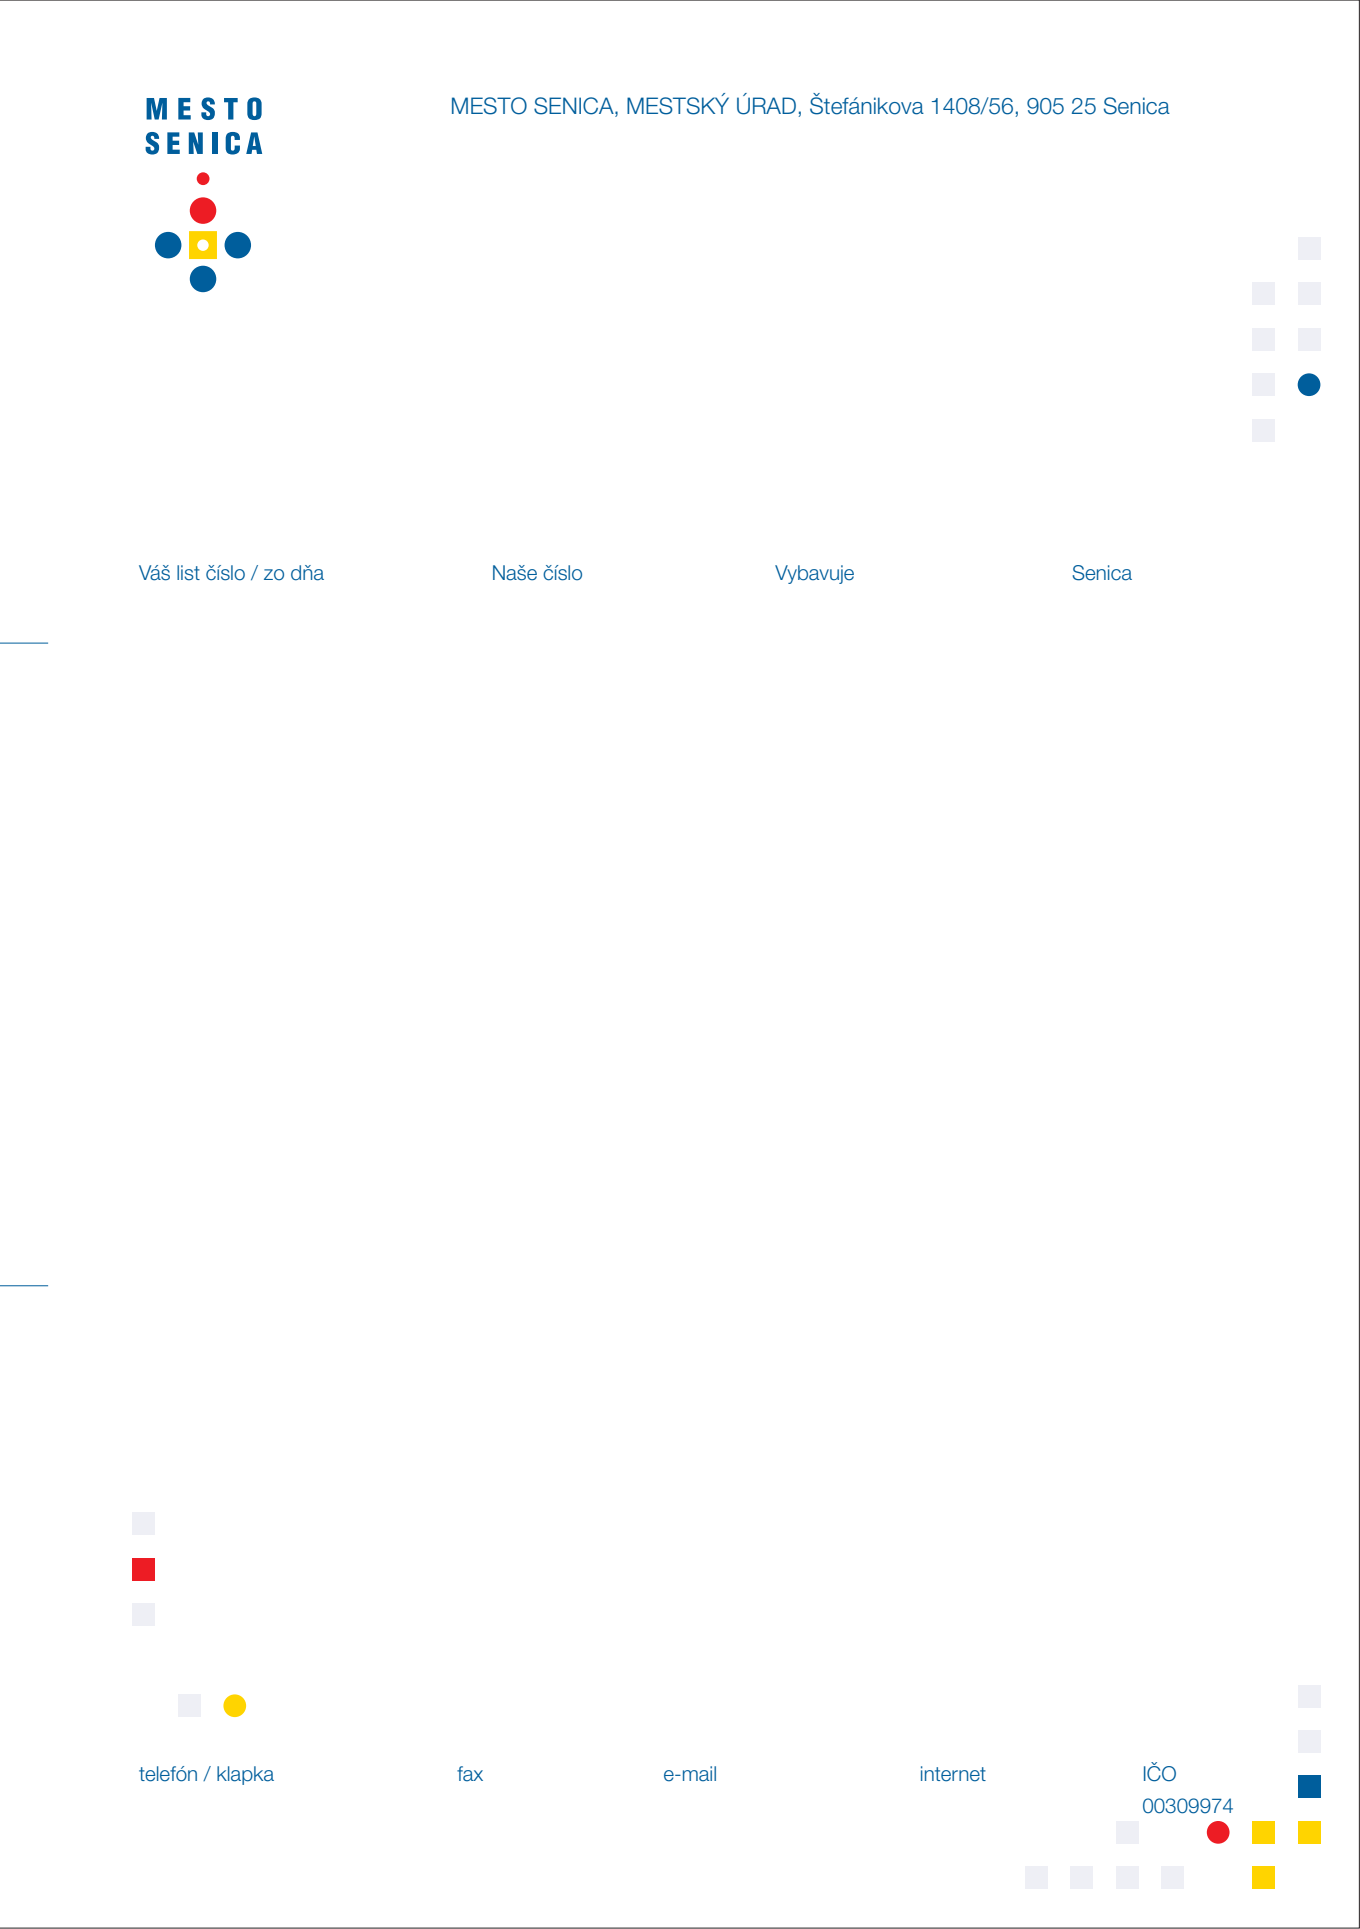 MESTO
SENICA
MESTO SENICA, MESTSKÝ ÚRAD, Štefánikova 1408/56, 905 25 Senica
Váš list číslo / zo dňa Naše číslo Vybavuje Senica
telefón / klapka fax e-mail internet IČO
00309974